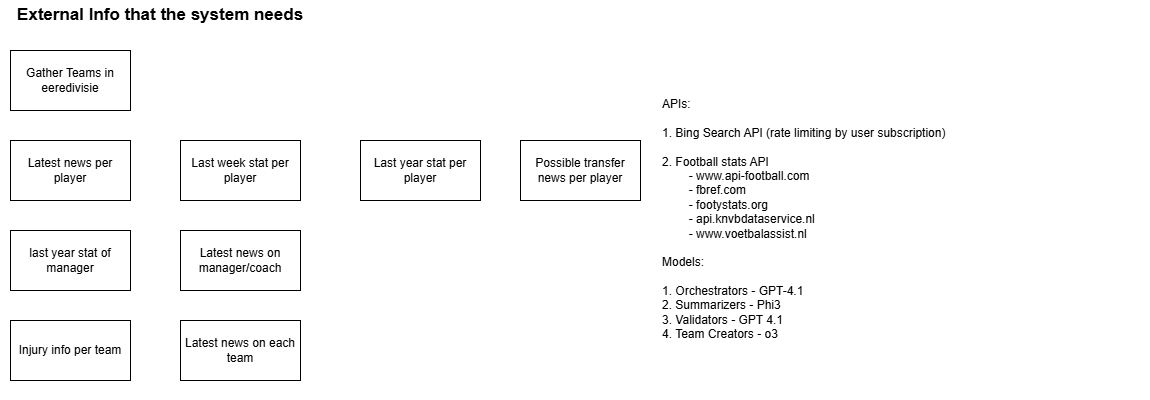 External Info that the system needs
Gather Teams in
eeredivisie
Latest news per
player
Last week stat per
player
Last year stat per
player
Possible transfer
news per player
last year stat of
manager
Latest news on
manager/coach
Injury info per team
Latest news on each
team
APIs:
1. Bing Search API (rate limiting by user subscription)
2. Football stats API
- www.api-football.com
- fbref.com
- footystats.org
- api.knvbdataservice.nl
- www.voetbalassist.nl
Models:
1. Orchestrators - GPT-4.1
2. Summarizers - Phi3
3. Validators - GPT 4.1
4. Team Creators - o3